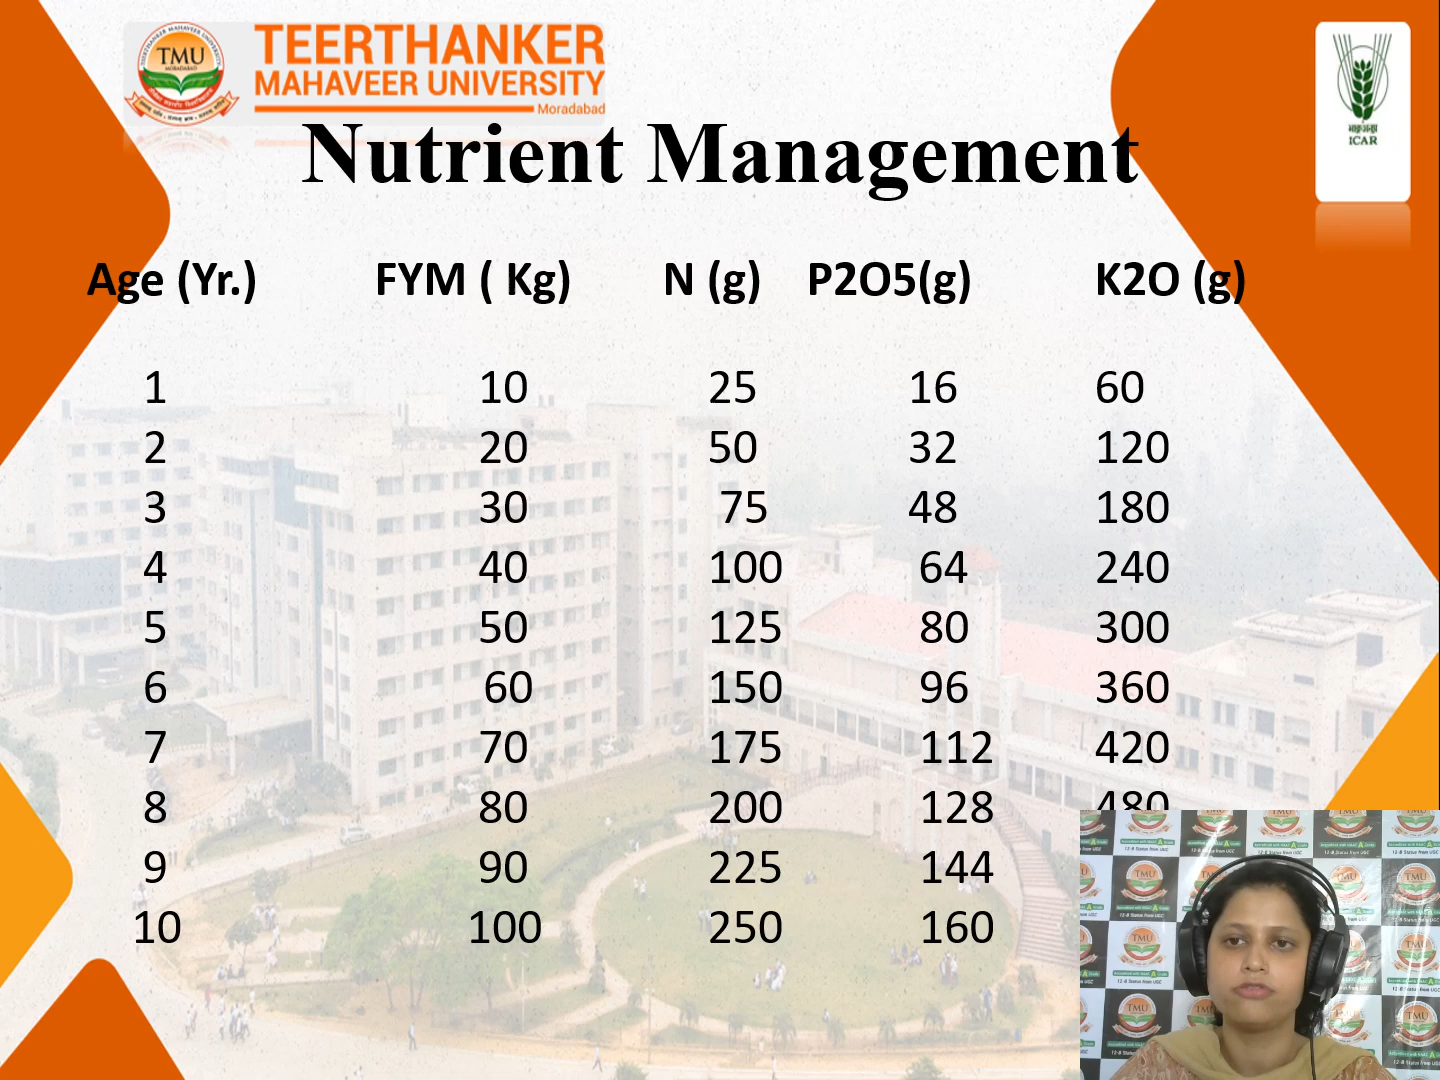 TEERTHANKER
MAHAVEER UNIVERSITY
Moradabad
TMU
MORADABAD
ICAR
Nutrient Management
Age (Yr.) FYM ( Kg) N (g) P2O5(g) K2O (g)
1 10 25 16 60
2 20 50 32 120
3 30 75 48 180
4 40 100 64 240
5 50 125 80 300
6 60 150 96 360
7 70 175 112 420
8 80 200 128 480
9 90 225 144
10 100 250 160